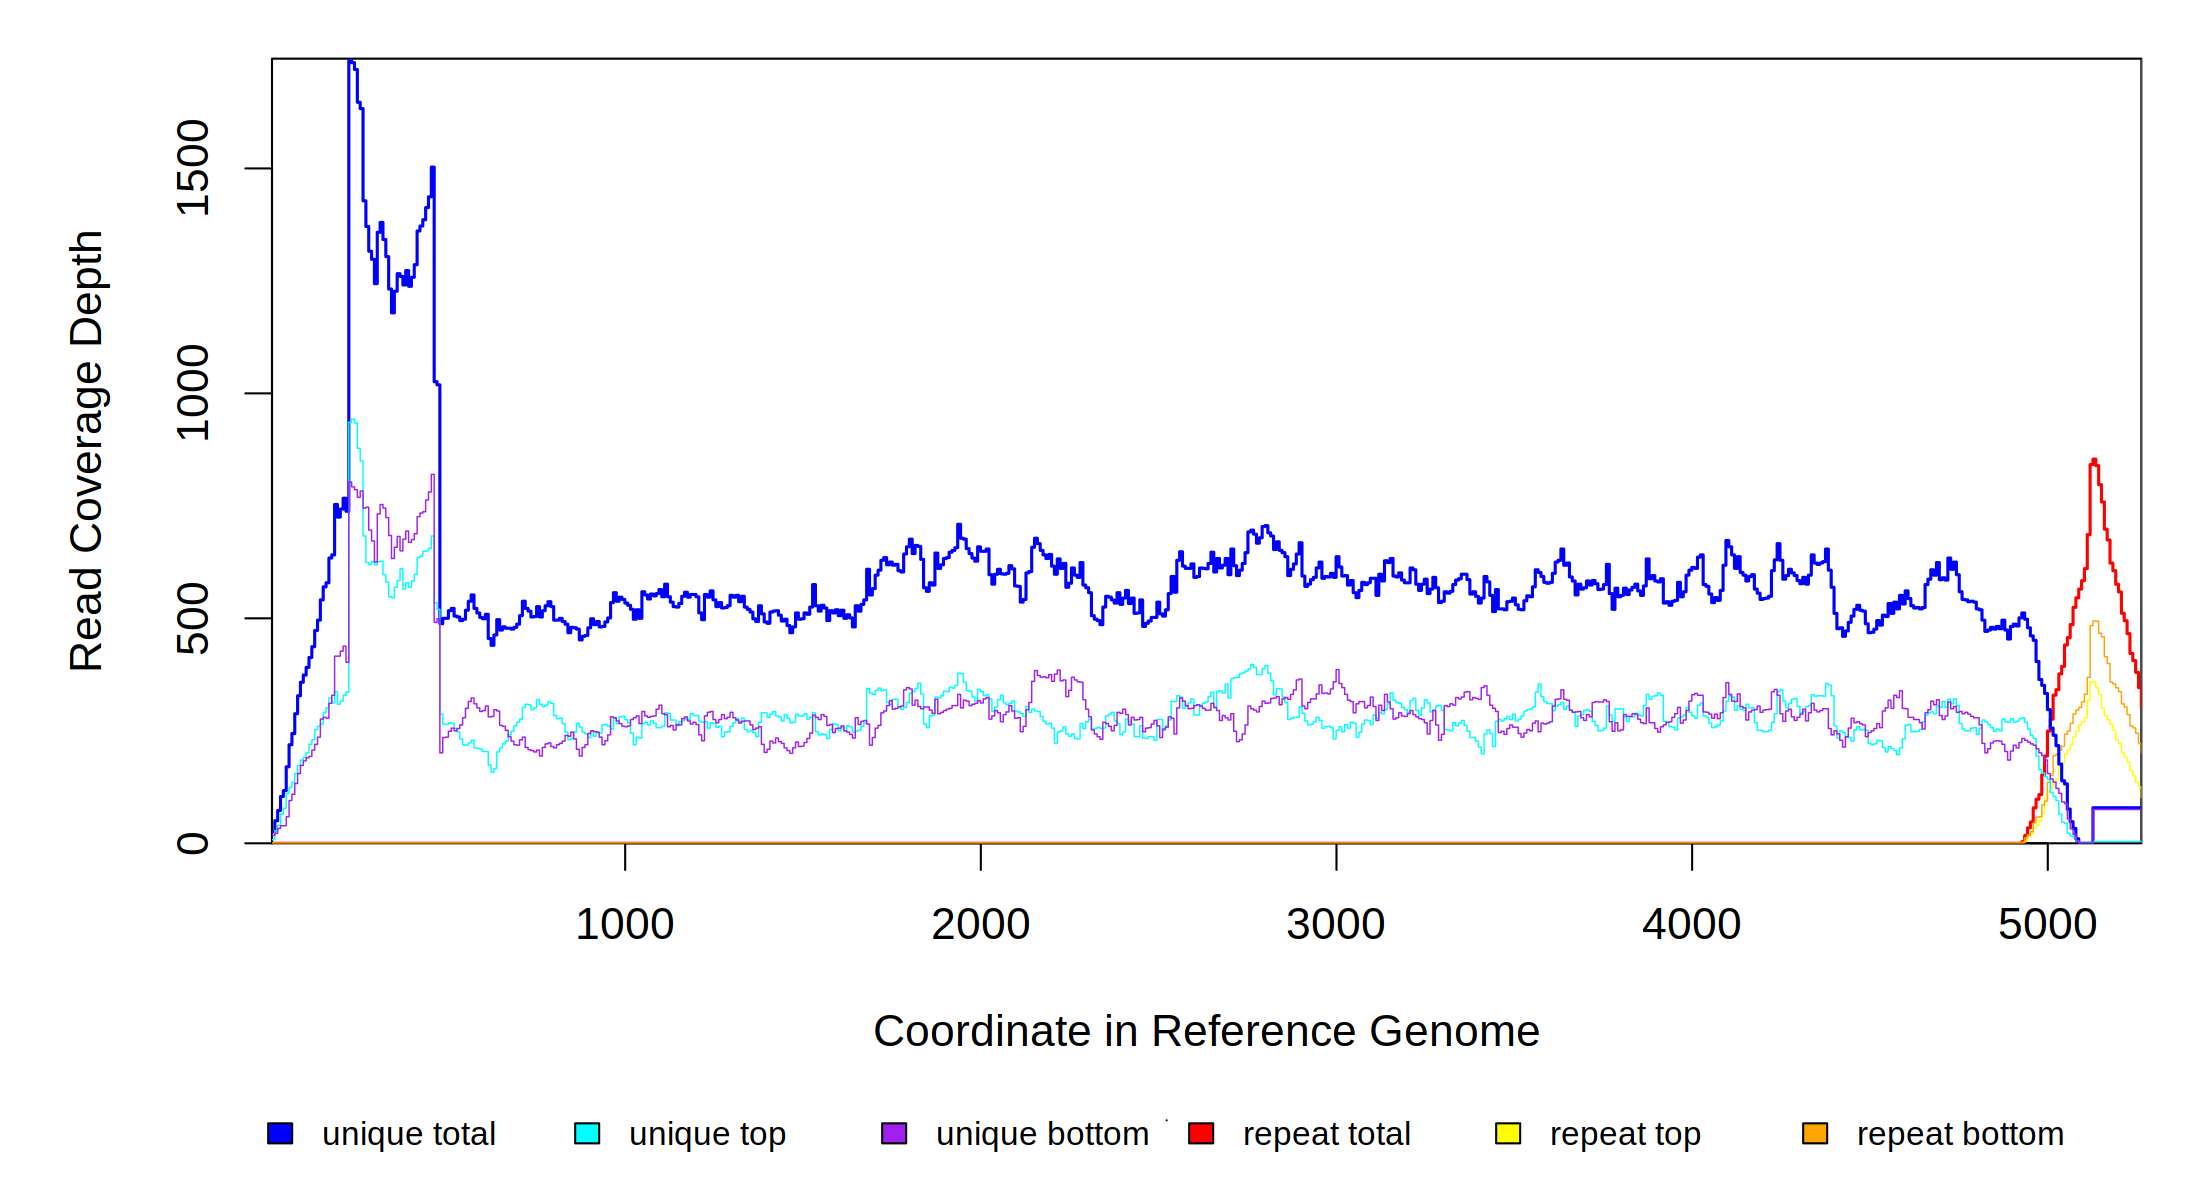 Read Coverage Depth
1500
1000
500
0
1000 2000 3000 4000 5000
Coordinate in Reference Genome
unique total unique top unique bottom repeat total repeat top repeat bottom